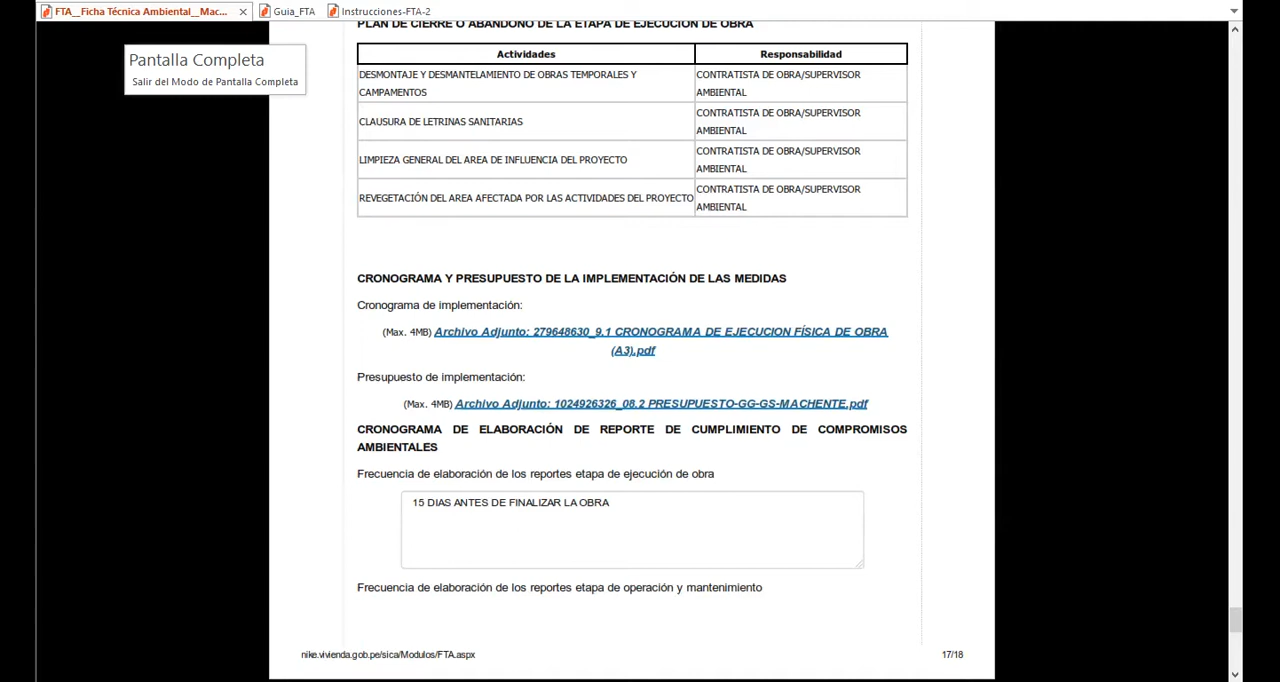 FTA__Ficha Técnica Ambiental__Mac...
Guia_FTA
Instrucciones-FTA-2
PLAN DE CIERRE O ABANDONO DE LA ETAPA DE EJECUCION DE OBRA
Pantalla Completa
Salir del Modo de Pantalla Completa
Actividades
Responsabilidad
DESMONTAJE Y DESMANTELAMIENTO DE OBRAS TEMPORALES Y
CAMPAMENTOS
CONTRATISTA DE OBRA/SUPERVISOR
AMBIENTAL
CLAUSURA DE LETRINAS SANITARIAS
CONTRATISTA DE OBRA/SUPERVISOR
AMBIENTAL
LIMPIEZA GENERAL DEL AREA DE INFLUENCIA DEL PROYECTO
CONTRATISTA DE OBRA/SUPERVISOR
AMBIENTAL
REVEGETACIÓN DEL AREA AFECTADA POR LAS ACTIVIDADES DEL PROYECTO
CONTRATISTA DE OBRA/SUPERVISOR
AMBIENTAL
CRONOGRAMA Y PRESUPUESTO DE LA IMPLEMENTACIÓN DE LAS MEDIDAS
Cronograma de implementación:
(Max. 4MB) Archivo Adjunto: 279648630_9.1 CRONOGRAMA DE EJECUCION FÍSICA DE OBRA
(A3).pdf
Presupuesto de implementación:
(Max. 4MB) Archivo Adjunto: 1024926326_08.2 PRESUPUESTO-GG-GS-MACHENTE.pdf
CRONOGRAMA DE ELABORACIÓN DE REPORTE DE CUMPLIMIENTO DE COMPROMISOS
AMBIENTALES
Frecuencia de elaboración de los reportes etapa de ejecución de obra
15 DIAS ANTES DE FINALIZAR LA OBRA
Frecuencia de elaboración de los reportes etapa de operación y mantenimiento
nike.vivienda.gob.pe/sica/Modulos/FTA.aspx
17/18